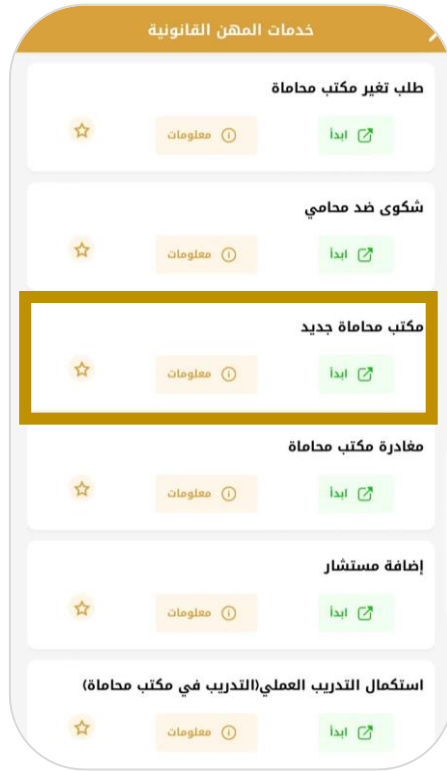 خدمات المهن القانونية
طلب تغير مكتب محاماة
ابدأ معلومات
شكوى ضد محامي
ابدأ معلومات
مكتب محاماة جديد
ابدأ معلومات
مغادرة مكتب محاماة
ابدأ معلومات
إضافة مستشار
ابدأ معلومات
استكمال التدريب العملي(التدريب في مكتب محاماة)
ابدأ معلومات